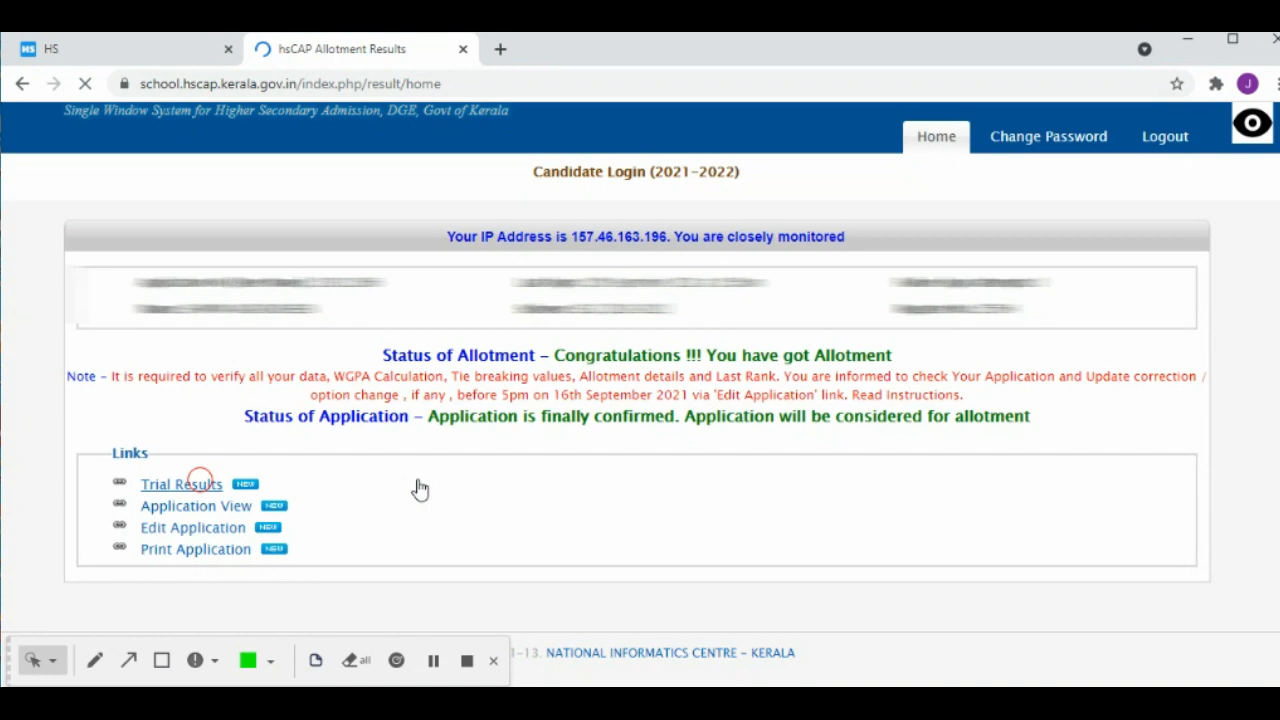 HS HS
hsCAP Allotment Results
school.hscap.kerala.gov.in/index.php/result/home
J
Single Window System for Higher Secondary Admission, DGE, Govt of Kerala
Home Change Password Logout
Candidate Login (2021-2022)
Your IP Address is 157.46.163.196. You are closely monitored
Status of Allotment - Congratulations !!! You have got Allotment
Note - It is required to verify all your data, WGPA Calculation, Tie breaking values, Allotment details and Last Rank. You are informed to check Your Application and Update correction /
option change , if any , before 5pm on 16th September 2021 via 'Edit Application' link. Read Instructions.
Status of Application - Application is finally confirmed. Application will be considered for allotment
Links
Trial Results NEW
Application View NEW
Edit Application NEW
Print Application NEW
all
1-13. NATIONAL INFORMATICS CENTRE - KERALA